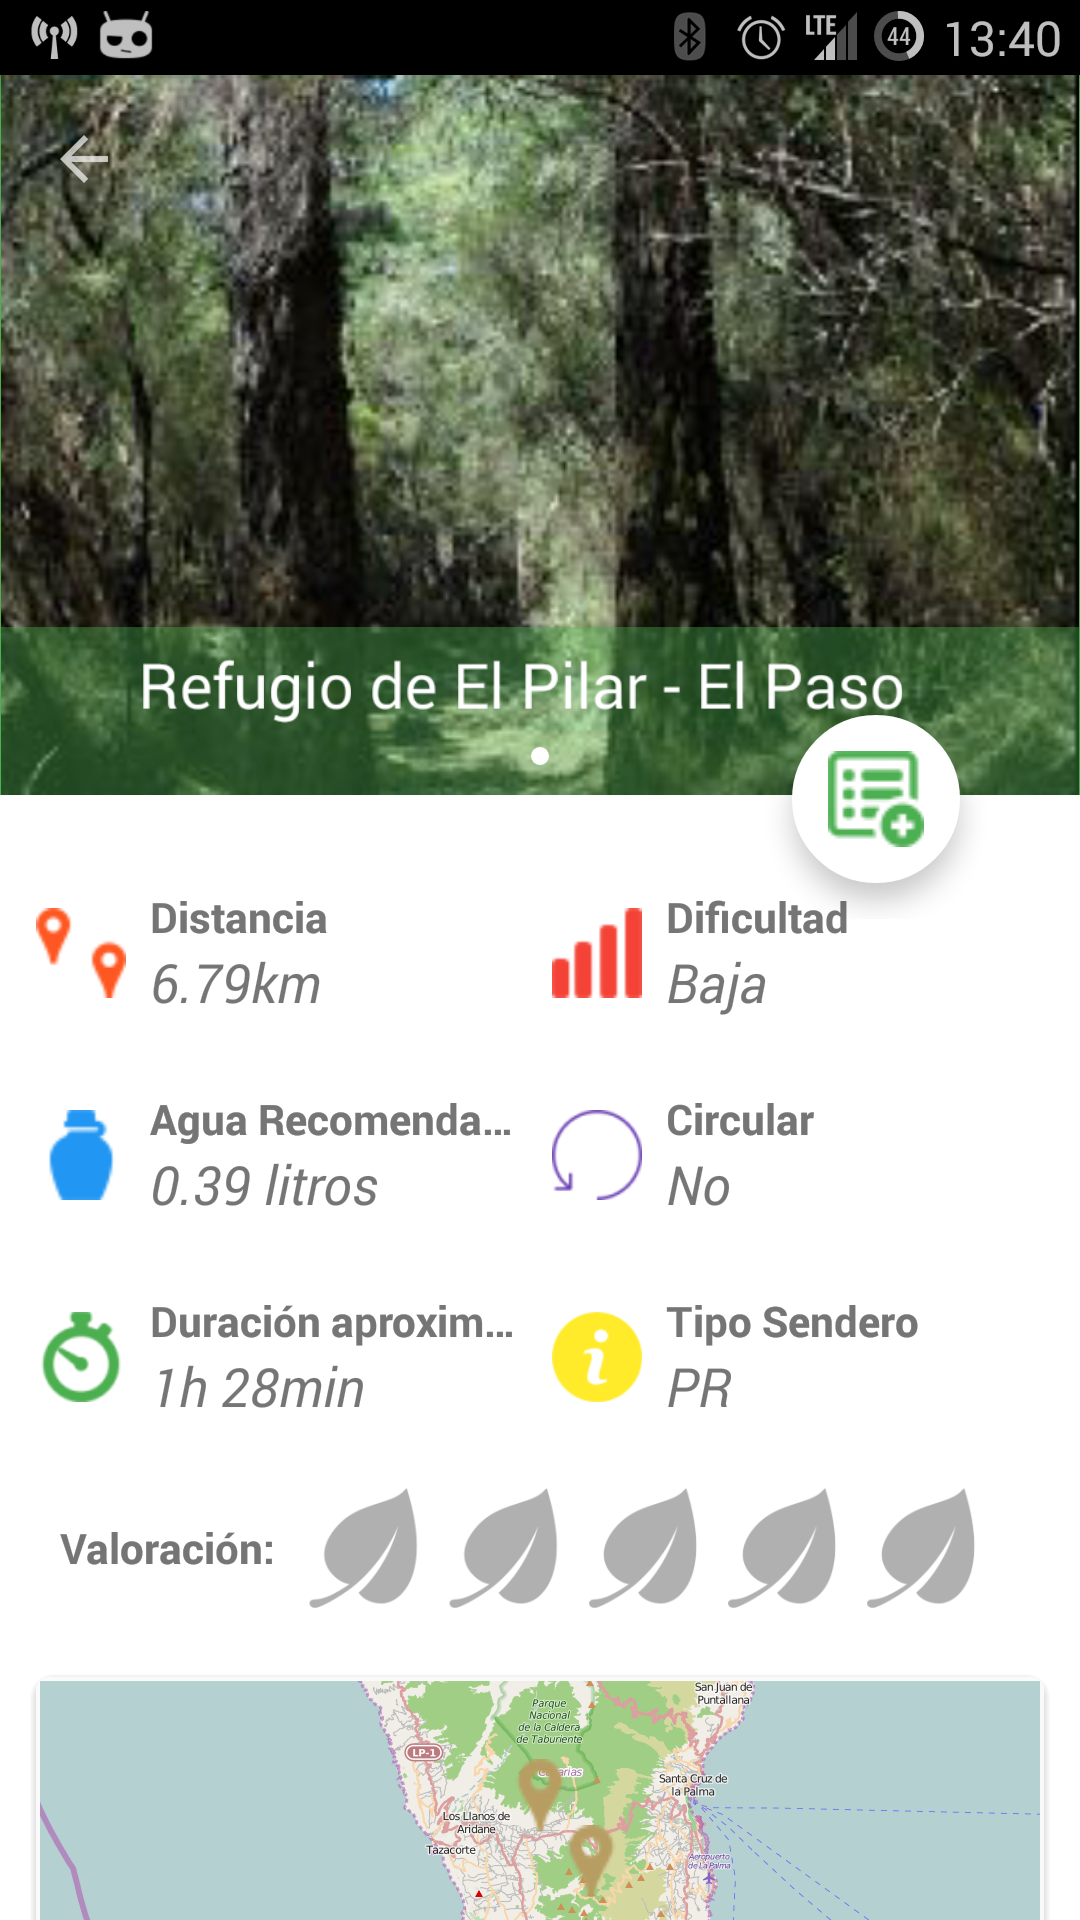 LTE
44
13:40
Refugio de El Pilar - El Paso
Distancia
6.79km
Dificultad
Baja
Agua Recomenda...
0.39 litros
Circular
No
Duración aproxim...
1h 28min
Tipo Sendero
PR
Valoración:
San Juan de
Puntallana
Parque
Nacional
de la Caldera
de Taburiente
LP-1
Santa Cruz de
la Palma
Los Llanos de
Aridane
Tazacorte
Aeropuerto
de La Palma